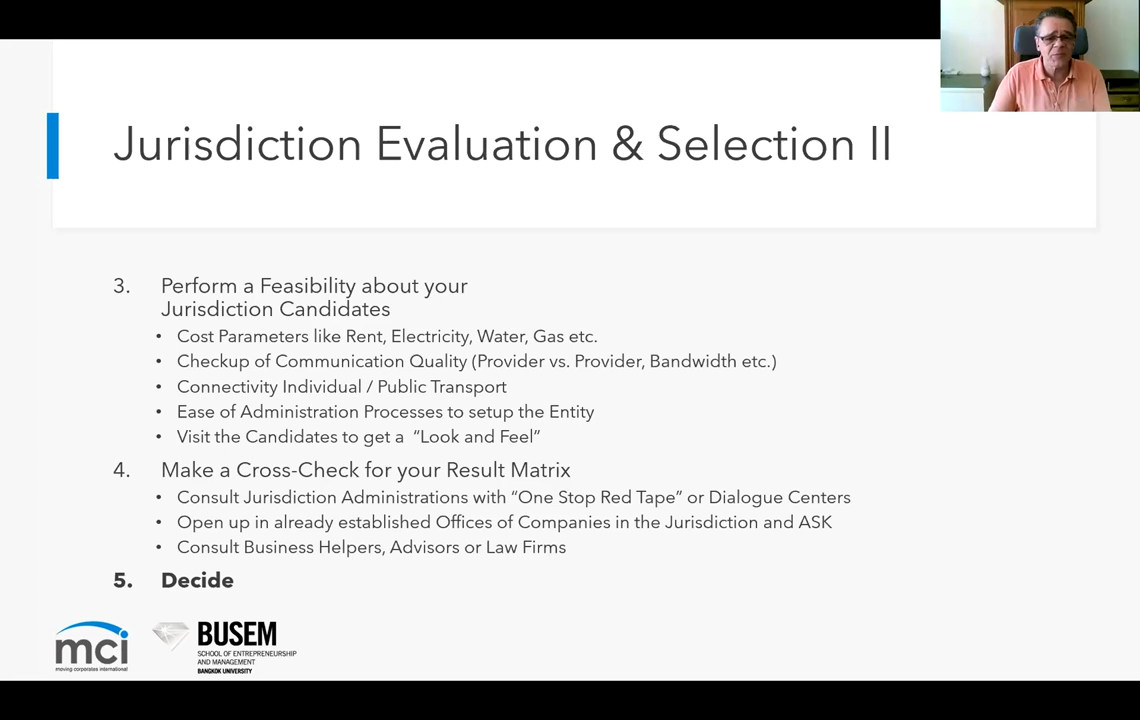 Jurisdiction Evaluation & Selection II
3. Perform a Feasibility about your
Jurisdiction Candidates
• Cost Parameters like Rent, Electricity, Water, Gas etc.
• Checkup of Communication Quality (Provider vs. Provider, Bandwidth etc.)
• Connectivity Individual / Public Transport
• Ease of Administration Processes to setup the Entity
• Visit the Candidates to get a “Look and Feel”
4. Make a Cross-Check for your Result Matrix
• Consult Jurisdiction Administrations with “One Stop Red Tape” or Dialogue Centers
• Open up in already established Offices of Companies in the Jurisdiction and ASK
• Consult Business Helpers, Advisors or Law Firms
5. Decide
mci
moving corporates international
BUSEM
SCHOOL OF ENTREPRENEURSHIP
AND MANAGEMENT
BANGKOK UNIVERSITY